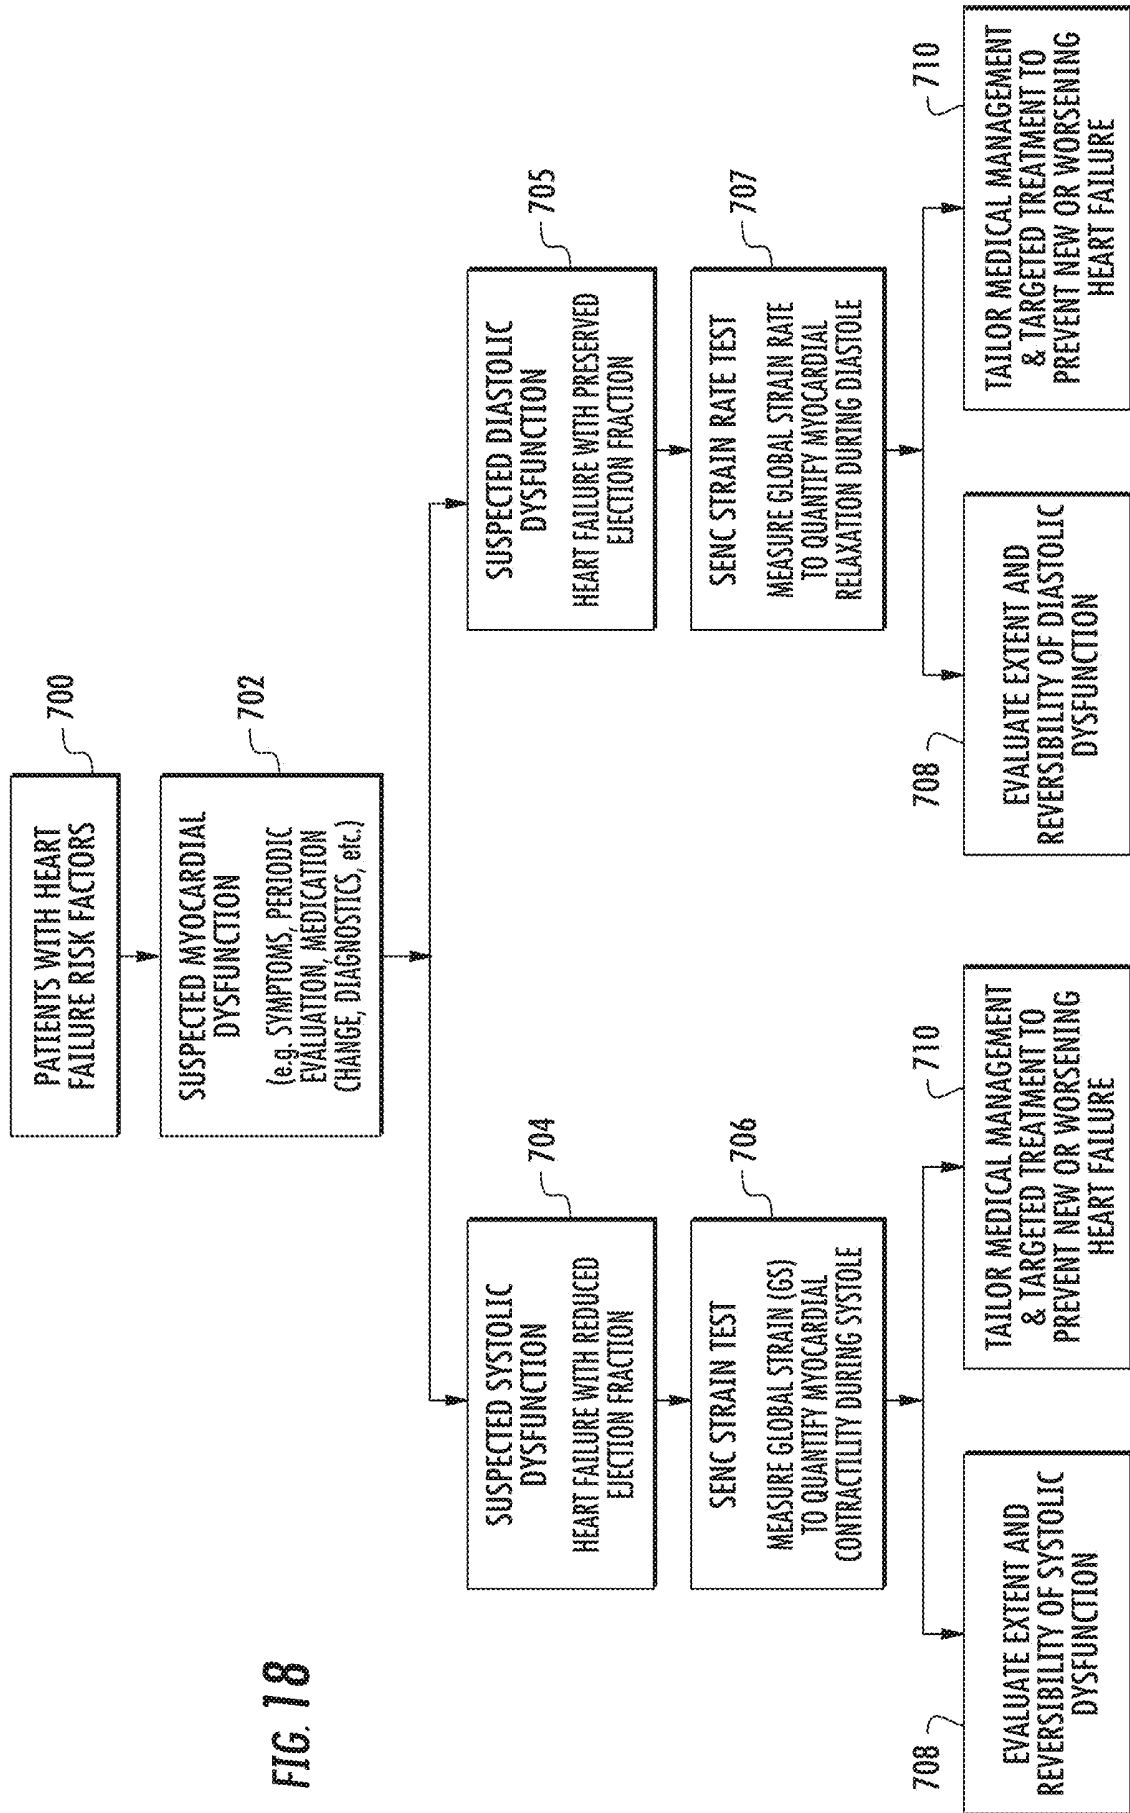 FIG. 18
700
PATIENTS WITH HEART
FAILURE RISK FACTORS
702
SUSPECTED MYOCARDIAL
DYSFUNCTION
(e.g. SYMPTOMS, PERIODIC
EVALUATION, MEDICATION
CHANGE, DIAGNOSTICS, etc.)
704
SUSPECTED SYSTOLIC
DYSFUNCTION
HEART FAILURE WITH REDUCED
EJECTION FRACTION
705
SUSPECTED DIASTOLIC
DYSFUNCTION
HEART FAILURE WITH PRESERVED
EJECTION FRACTION
706
SENC STRAIN TEST
MEASURE GLOBAL STRAIN (GS)
TO QUANTIFY MYOCARDIAL
CONTRACTILITY DURING SYSTOLE
707
SENC STRAIN RATE TEST
MEASURE GLOBAL STRAIN RATE
TO QUANTIFY MYOCARDIAL
RELAXATION DURING DIASTOLE
708
EVALUATE EXTENT AND
REVERSIBILITY OF SYSTOLIC
DYSFUNCTION
710
TAILOR MEDICAL MANAGEMENT
& TARGETED TREATMENT TO
PREVENT NEW OR WORSENING
HEART FAILURE
708
EVALUATE EXTENT AND
REVERSIBILITY OF DIASTOLIC
DYSFUNCTION
710
TAILOR MEDICAL MANAGEMENT
& TARGETED TREATMENT TO
PREVENT NEW OR WORSENING
HEART FAILURE